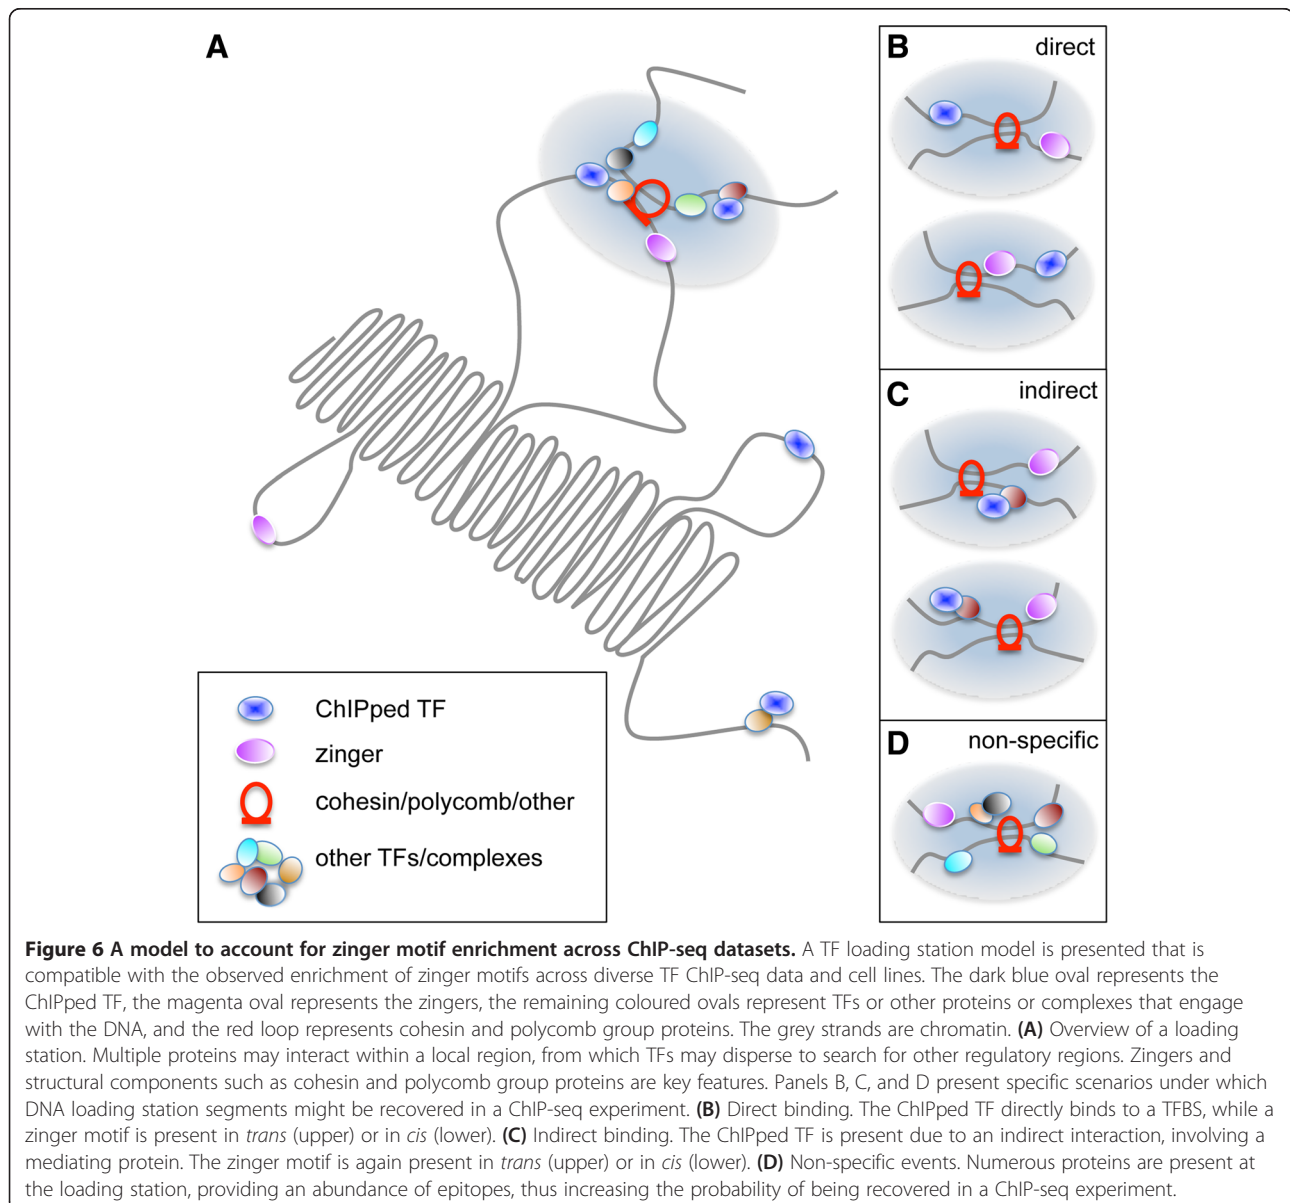 A
B
direct
C
indirect
D
non-specific
ChIPped TF
zinger
cohesin/polycomb/other
other TFs/complexes
Figure 6 A model to account for zinger motif enrichment across ChIP-seq datasets. A TF loading station model is presented that is
compatible with the observed enrichment of zinger motifs across diverse TF ChIP-seq data and cell lines. The dark blue oval represents the
ChIPped TF, the magenta oval represents the zingers, the remaining coloured ovals represent TFs or other proteins or complexes that engage
with the DNA, and the red loop represents cohesin and polycomb group proteins. The grey strands are chromatin. (A) Overview of a loading
station. Multiple proteins may interact within a local region, from which TFs may disperse to search for other regulatory regions. Zingers and
structural components such as cohesin and polycomb group proteins are key features. Panels B, C, and D present specific scenarios under which
DNA loading station segments might be recovered in a ChIP-seq experiment. (B) Direct binding. The ChIPped TF directly binds to a TFBS, while a
zinger motif is present in trans (upper) or in cis (lower). (C) Indirect binding. The ChIPped TF is present due to an indirect interaction, involving a
mediating protein. The zinger motif is again present in trans (upper) or in cis (lower). (D) Non-specific events. Numerous proteins are present at
the loading station, providing an abundance of epitopes, thus increasing the probability of being recovered in a ChIP-seq experiment.